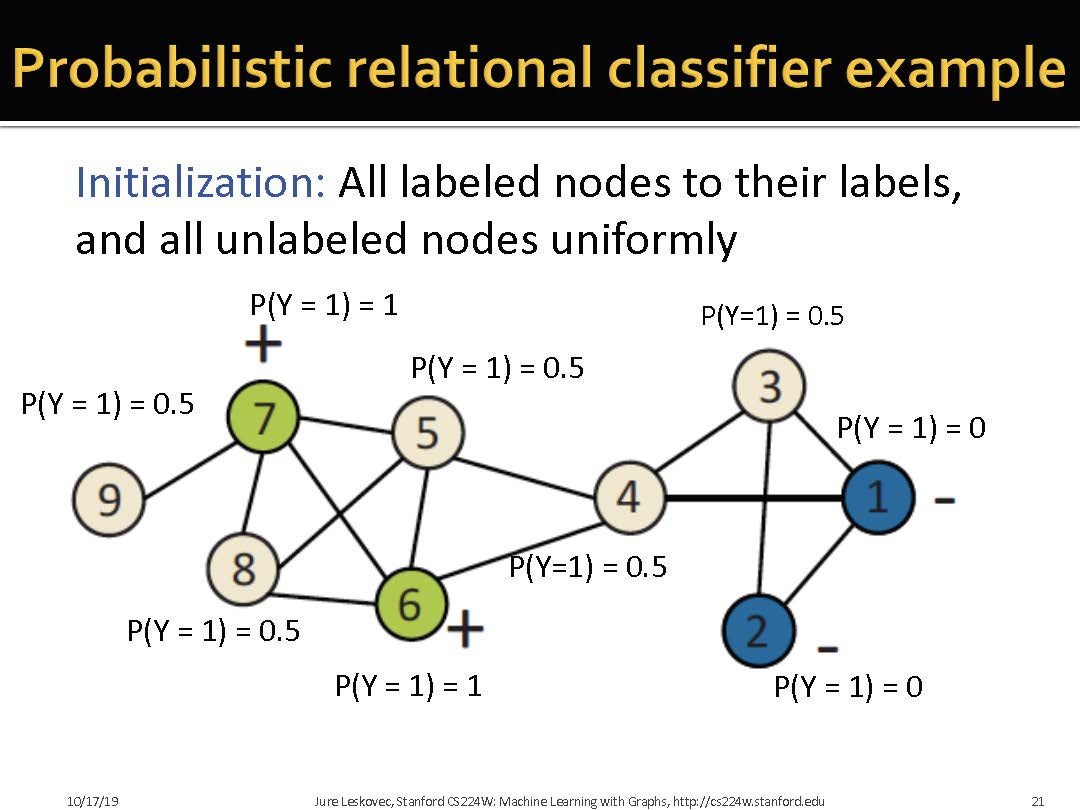 Probabilistic relational classifier example
Initialization: All labeled nodes to their labels,
and all unlabeled nodes uniformly
P(Y = 1) = 1
P(Y=1) = 0.5
+
P(Y = 1) = 0.5
P(Y = 1) = 0.5
3
7
5
P(Y = 1) = 0
9
4
1
-
8
P(Y=1) = 0.5
6
+
2
-
P(Y = 1) = 0.5
P(Y = 1) = 1
P(Y = 1) = 0
10/17/19
Jure Leskovec, Stanford CS224W: Machine Learning with Graphs, http://cs224w.stanford.edu
21